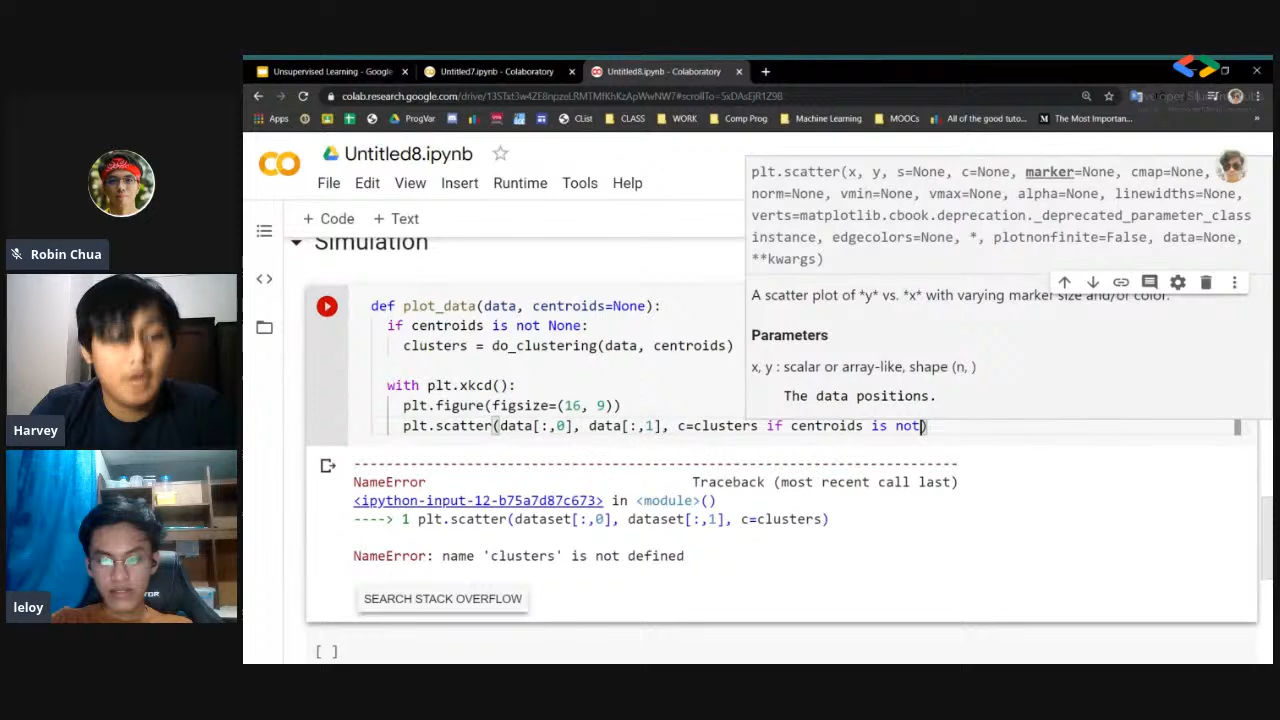 Unsupervised Learning - Google
Untitled7.ipynb - Colaboratory
Untitled8.ipynb - Colaboratory
Apps
ProgVar
CList
CLASS
WORK
Comp Prog
Machine Learning
MOOCs
All of the good tuto...
The Most Importan...
Untitled8.ipynb
File Edit View Insert Runtime Tools Help
+ Code + Text
Simulation
def plot_data(data, centroids=None):
if centroids is not None:
clusters = do_clustering(data, centroids)
with plt.xkcd():
plt.figure(figsize=(16, 9))
plt.scatter(data[:,0], data[:,1], c=clusters if centroids is not)
plt.scatter(x, y, s=None, c=None, marker=None, cmap=None,
norm=None, vmin=None, vmax=None, alpha=None, linewidths=None,
verts=matplotlib.cbook.deprecation._deprecated_parameter_class
instance, edgecolors=None, *, plotnonfinite=False, data=None,
**kwargs)
A scatter plot of *y* vs. *x* with varying marker size and/or color.
Parameters
x, y : scalar or array-like, shape (n, )
The data positions.
---------------------------------------------------------------------------
NameError Traceback (most recent call last)
<ipython-input-12-b75a7d87c673> in <module>()
----> 1 plt.scatter(dataset[:,0], dataset[:,1], c=clusters)
NameError: name 'clusters' is not defined
SEARCH STACK OVERFLOW
[ ]
Robin Chua
Harvey
leloy